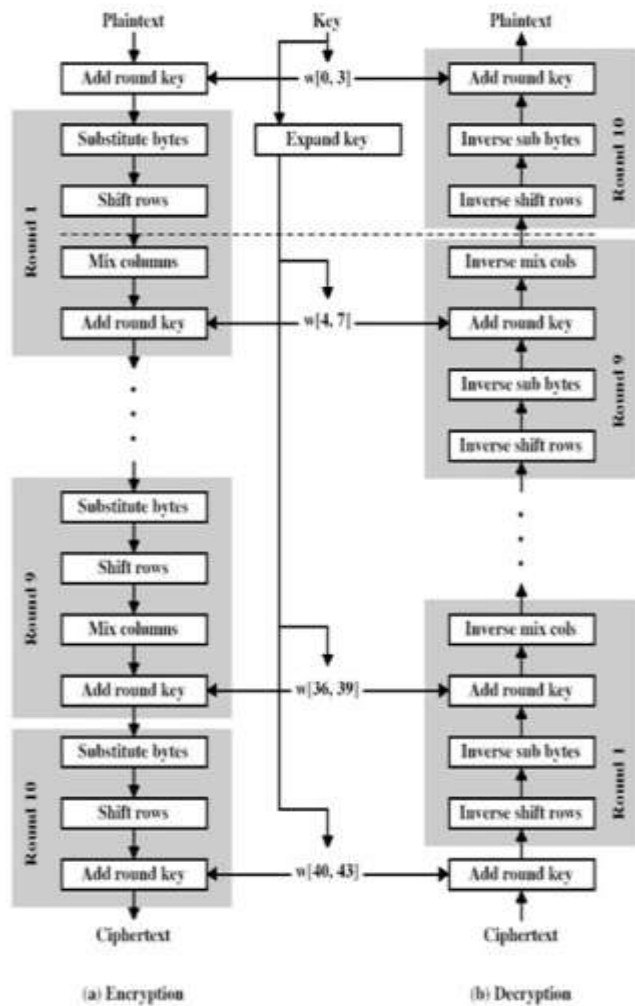 Plaintext
Key
Plaintext
Add round key
w[0, 3]
Add round key
Substitute bytes
Expand key
Inverse sub bytes
Round 10
Shift rows
Inverse shift rows
Round 1
Mix columns
Inverse mix cols
Add round key
w[4, 7]
Add round key
Round 9
Inverse sub bytes
Inverse shift rows
Substitute bytes
Shift rows
Round 9
Mix columns
Inverse mix cols
Add round key
w[36, 39]
Add round key
Substitute bytes
Inverse sub bytes
Round 1
Round 10
Shift rows
Inverse shift rows
Add round key
w[40, 43]
Add round key
Ciphertext
Ciphertext
(a) Encryption
(b) Decryption